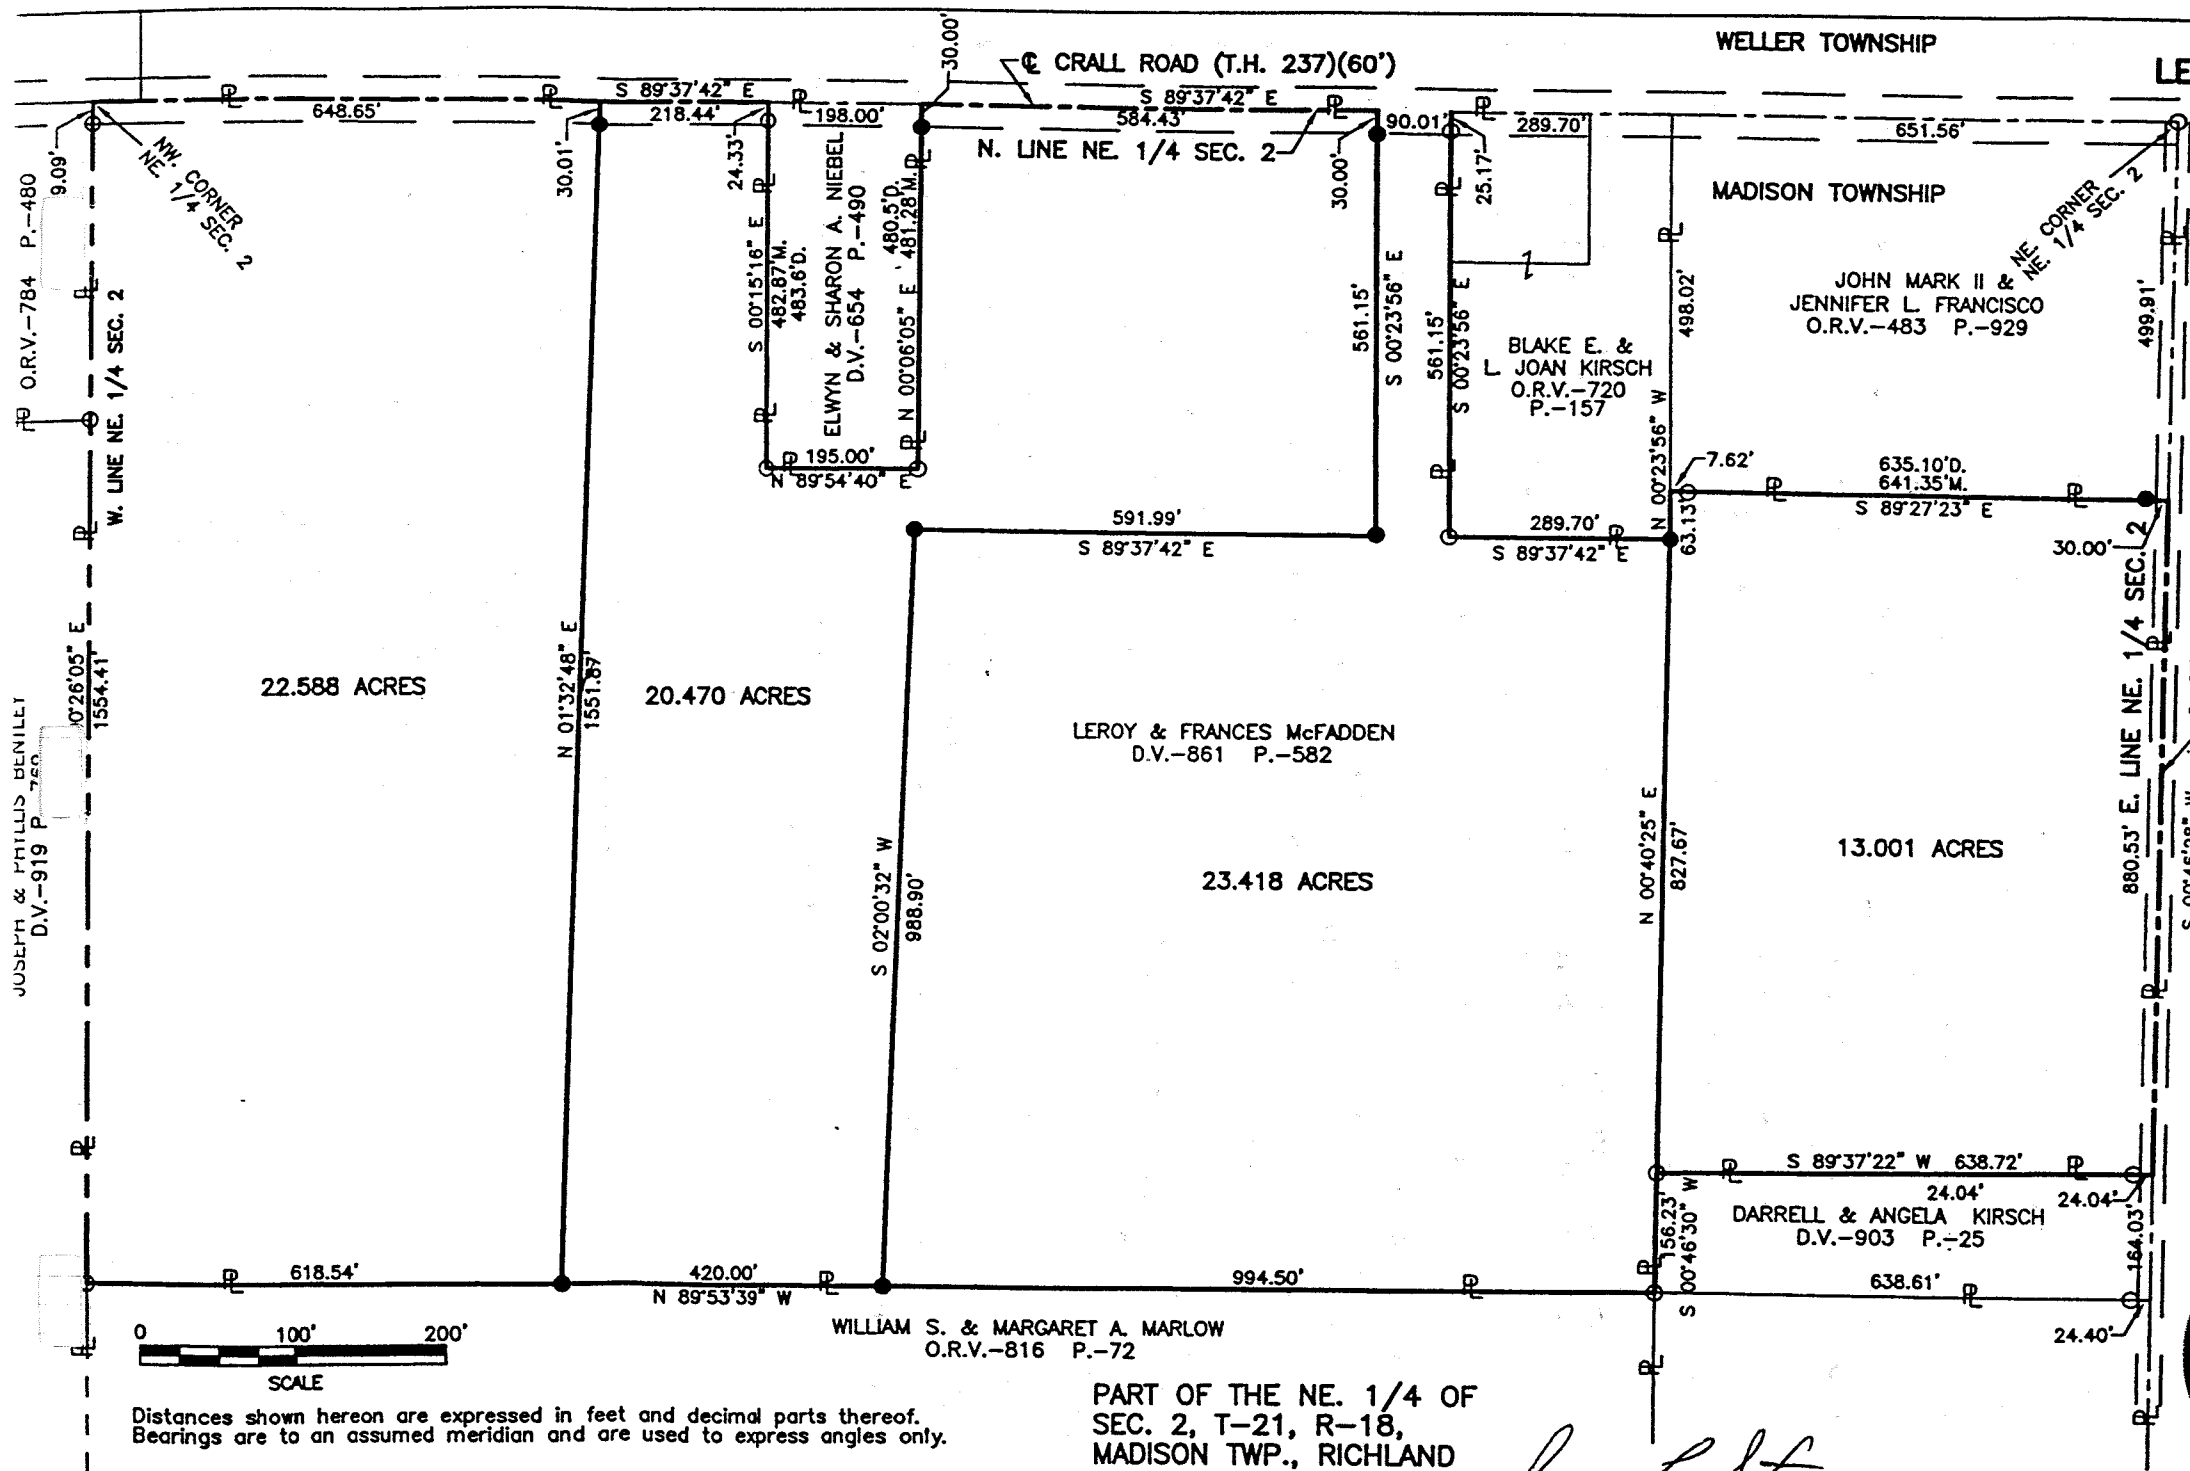 WELLER TOWNSHIP
LE
℄ CRALL ROAD (T.H. 237)(60')
30.00'
S 89°37'42" E
648.65'
218.44'
198.00'
S 89°37'42" E
584.43'
90.01'
289.70'
651.56'
N. LINE NE. 1/4 SEC. 2
9.09'
NW. CORNER
NE. 1/4 SEC. 2
30.01'
24.33'
30.00'
25.17'
MADISON TOWNSHIP
NE. CORNER
NE. 1/4 SEC. 2
O.R.V.-784 P.-480
W. LINE NE. 1/4 SEC. 2
S 00°15'16" E
482.87'M.
483.6'D.
ELWYN & SHARON A. NIEBEL
D.V.-654 P.-490
480.5'D.
481.28'M.
N 00°06'05" E
195.00'
N 89°54'40" E
561.15'
S 00°23'56" E
561.15'
S 00°23'56" E
BLAKE E. &
L. JOAN KIRSCH
O.R.V.-720
P.-157
498.02'
N 00°23'56" W
JOHN MARK II &
JENNIFER L. FRANCISCO
O.R.V.-483 P.-929
499.91'
7.62'
635.10'D.
641.35'M.
S 89°27'23" E
63.13'
30.00'
591.99'
S 89°37'42" E
289.70'
S 89°37'42" E
0°26'05" E
1554.41'
22.588 ACRES
N 01°32'48" E
1551.87'
20.470 ACRES
LEROY & FRANCES McFADDEN
D.V.-861 P.-582
JOSEPH & PHYLLIS BENTLEY
D.V.-919 P
S 02°00'32" W
988.90'
23.418 ACRES
N 00°40'25" E
827.67'
13.001 ACRES
880.53'
E. LINE NE. 1/4 SEC. 2
S 89°37'22" W 638.72'
24.04'
24.04'
DARRELL & ANGELA KIRSCH
D.V.-903 P.-25
156.23'
S 00°46'30" W
164.03'
618.54'
420.00'
N 89°53'39" W
994.50'
638.61'
24.40'
WILLIAM S. & MARGARET A. MARLOW
O.R.V.-816 P.-72
0 100' 200'
SCALE
Distances shown hereon are expressed in feet and decimal parts thereof.
Bearings are to an assumed meridian and are used to express angles only.
PART OF THE NE. 1/4 OF
SEC. 2, T-21, R-18,
MADISON TWP., RICHLAND